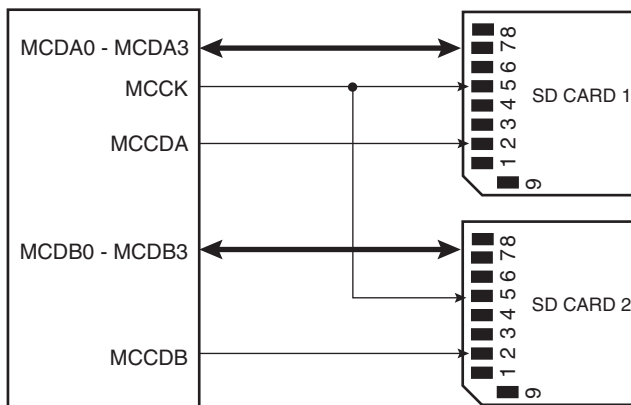 MCDA0 - MCDA3
MCCK
MCCDA
MCDB0 - MCDB3
MCCDB
8
7
6
5
4
3
2
1
9
SD CARD 1
8
7
6
5
4
3
2
1
9
SD CARD 2